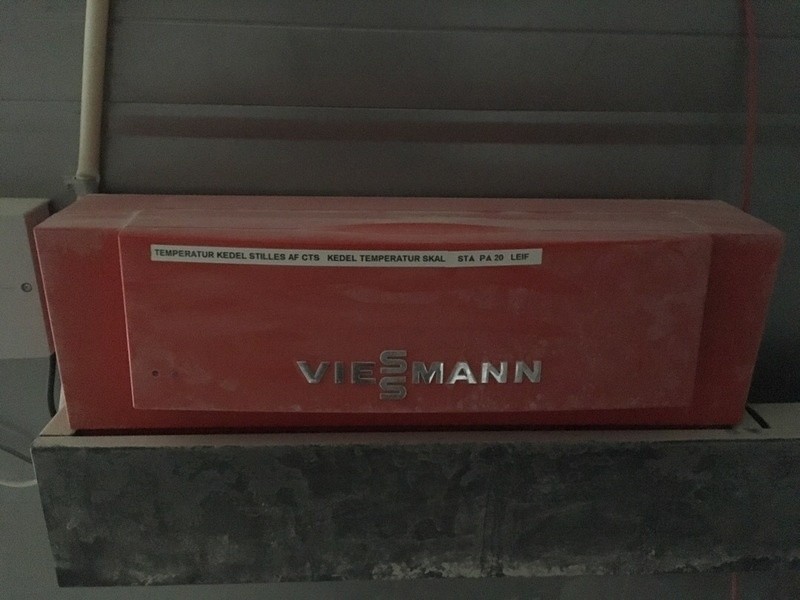 TEMPERATUR KEDEL STILLES AF CTS KEDEL TEMPERATUR SKAL STA PA 20 LEIF
VIESSMANN